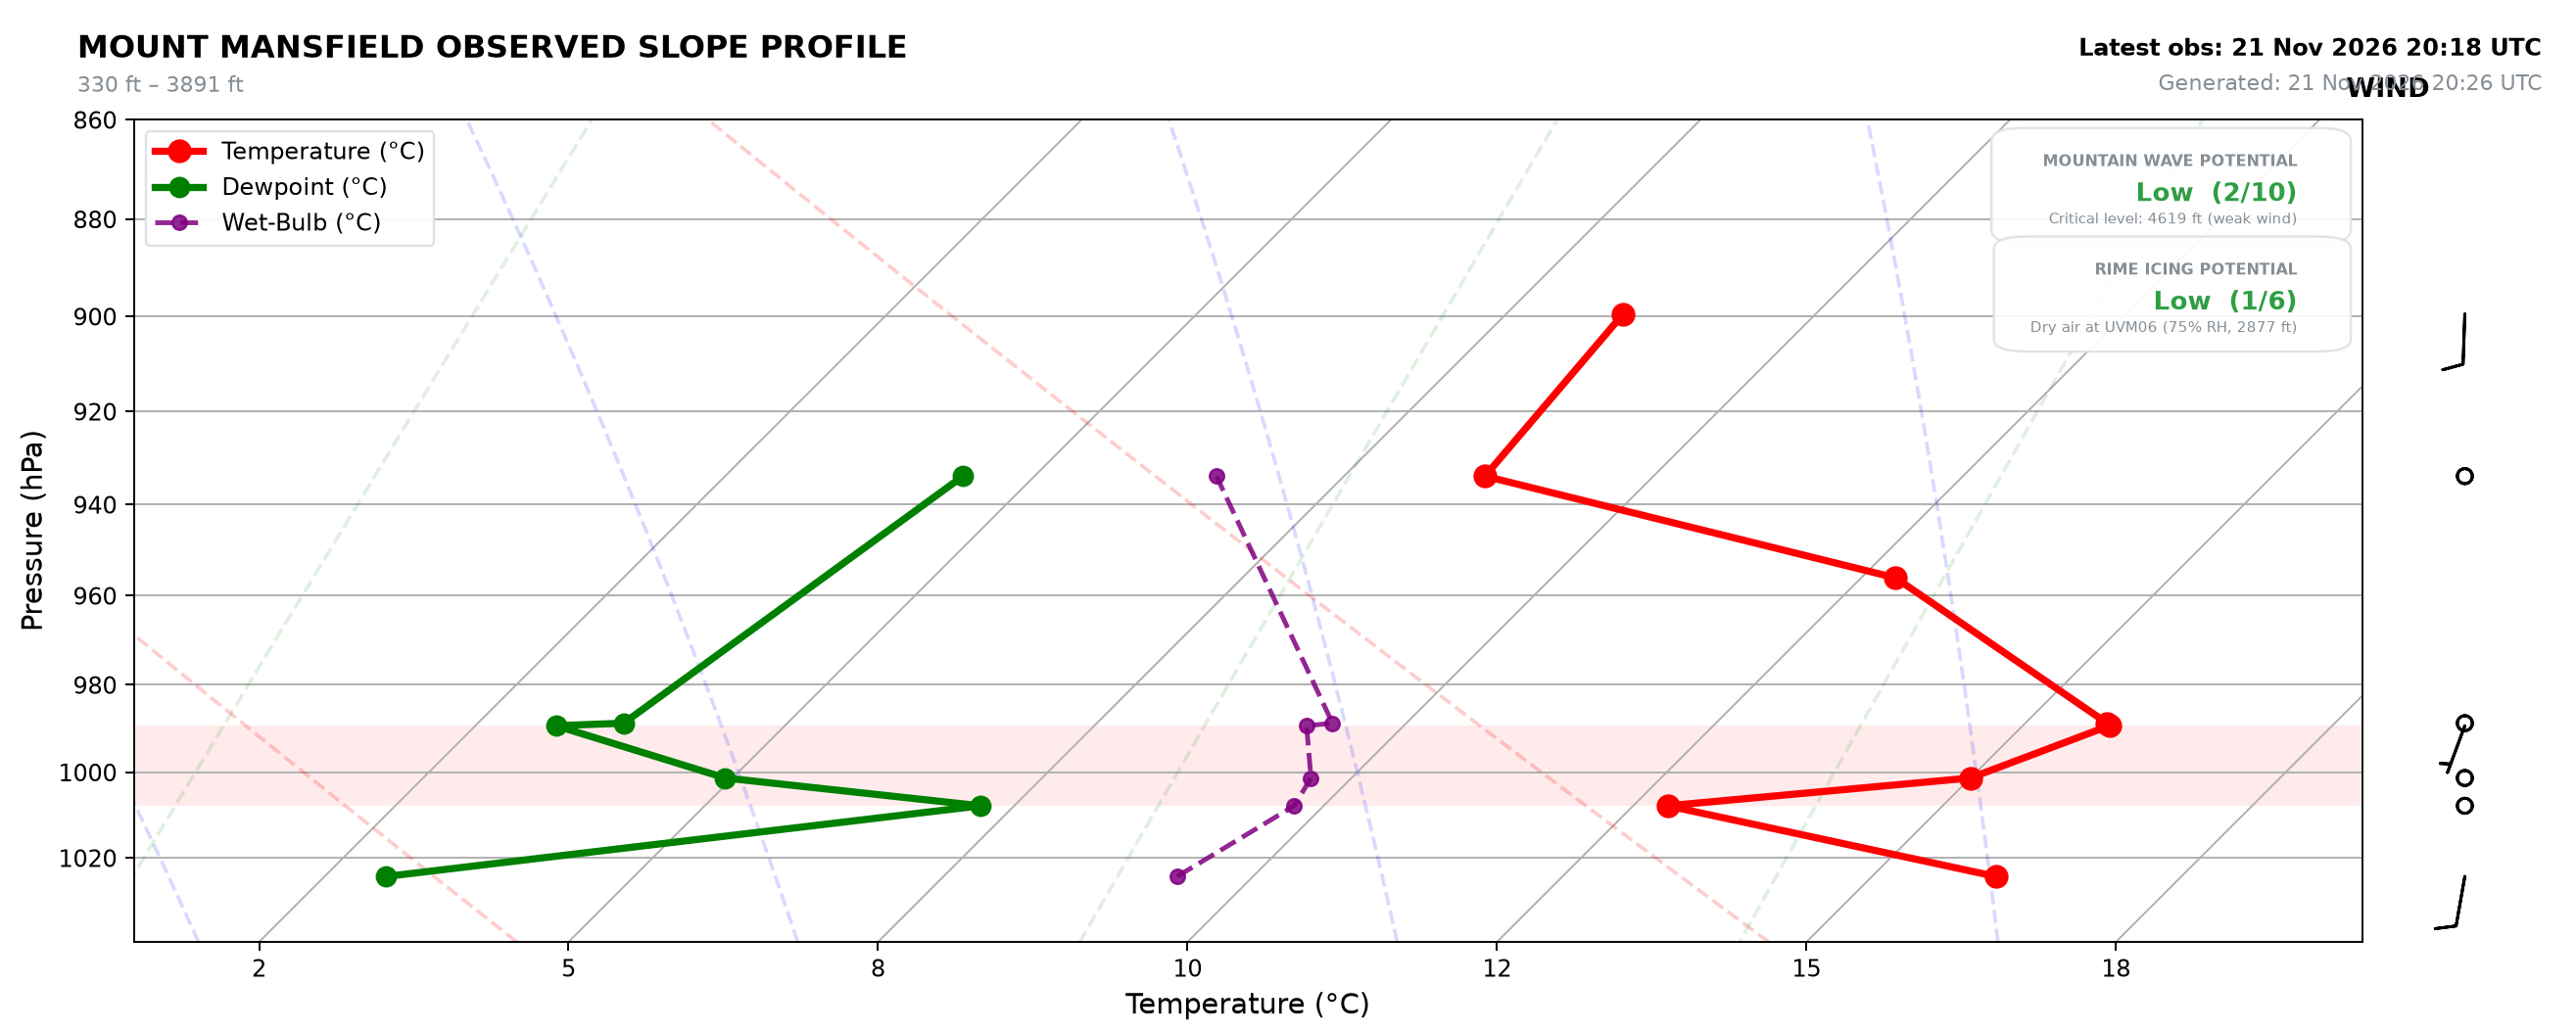 MOUNT MANSFIELD OBSERVED SLOPE PROFILE
330 ft – 3891 ft
Latest obs: 21 Nov 2026 20:18 UTC
Generated: 21 Nov 2026 20:26 UTC
WIND
Temperature (°C)
Dewpoint (°C)
Wet-Bulb (°C)
MOUNTAIN WAVE POTENTIAL
Low (2/10)
Critical level: 4619 ft (weak wind)
RIME ICING POTENTIAL
Low (1/6)
Dry air at UVM06 (75% RH, 2877 ft)
Pressure (hPa)
860
880
900
920
940
960
980
1000
1020
2
5
8
10
12
15
18
Temperature (°C)